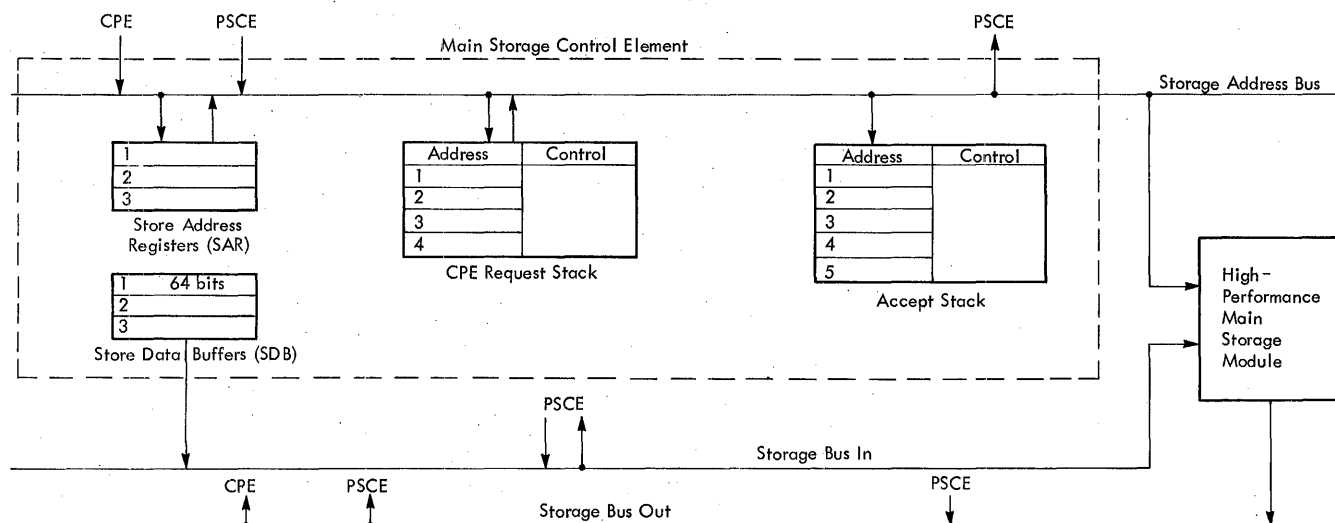 CPE
PSCE
Main Storage Control Element
PSCE
Storage Address Bus
1
2
3
Store Address
Registers (SAR)
Address Control
1
2
3
4
CPE Request Stack
Address Control
1
2
3
4
5
Accept Stack
1 64 bits
2
3
Store Data Buffers (SDB)
High-
Performance
Main
Storage
Module
PSCE
Storage Bus In
CPE
PSCE
Storage Bus Out
PSCE